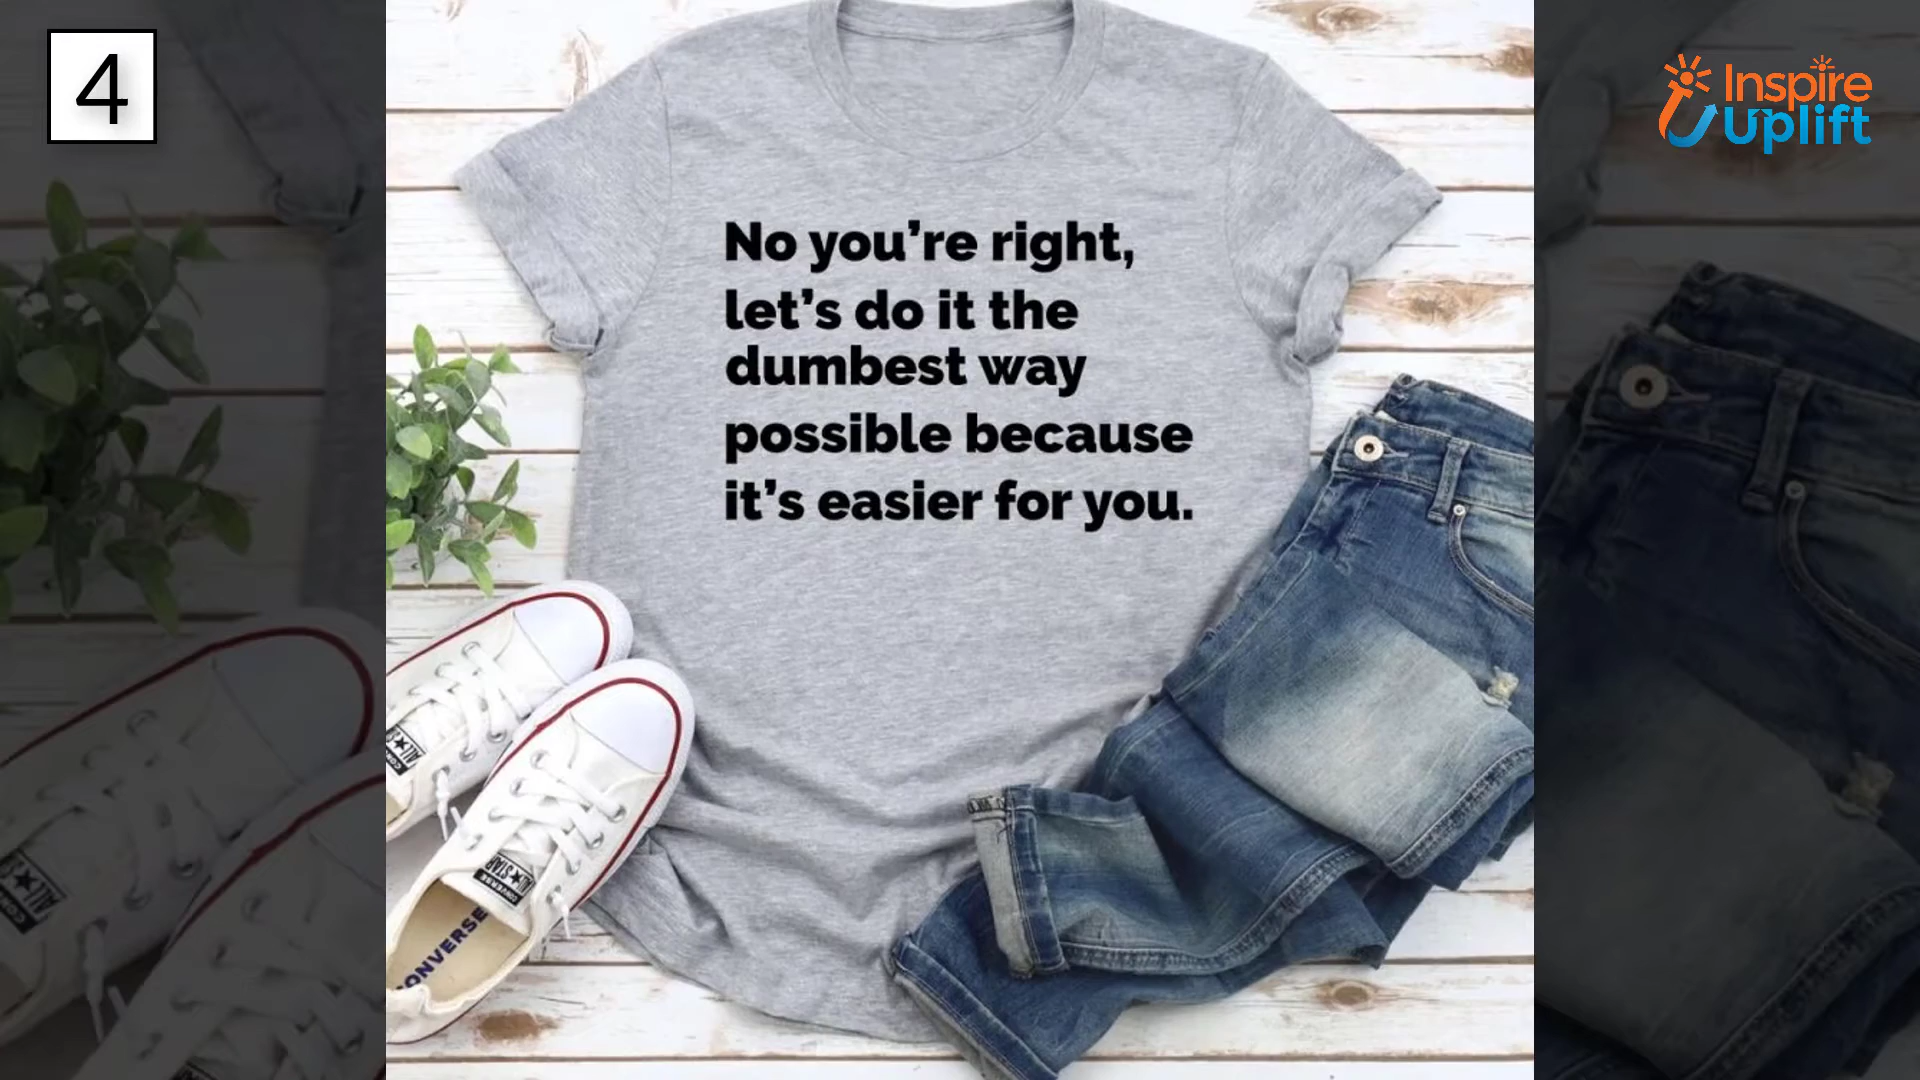 4
Inspire
Uplift
No you're right,
let's do it the
dumbest way
possible because
it's easier for you.
ALL STAR
CONVERSE
CONVERSE